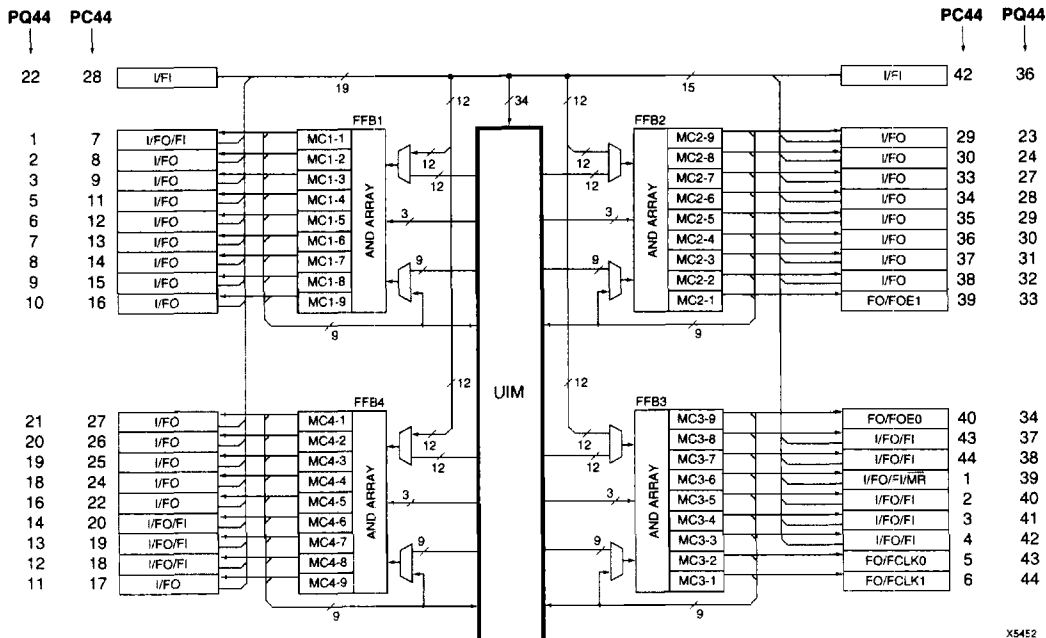 PQ44 PC44 PC44 PQ44
22 28 I/FI 19 15 I/FI 42 36
12 34 12
FFB1 FFB2
1 7 I/FO/FI MC1-1 MC2-9 I/FO 29 23
2 8 I/FO MC1-2 12 12 MC2-8 I/FO 30 24
3 9 I/FO MC1-3 12 12 MC2-7 I/FO 33 27
5 11 I/FO MC1-4 MC2-6 I/FO 34 28
6 12 I/FO MC1-5 AND ARRAY 3 3 AND ARRAY MC2-5 I/FO 35 29
7 13 I/FO MC1-6 MC2-4 I/FO 36 30
8 14 I/FO MC1-7 9 9 MC2-3 I/FO 37 31
9 15 I/FO MC1-8 MC2-2 I/FO 38 32
10 16 I/FO MC1-9 MC2-1 FO/FOE1 39 33
9 9
12 UIM 12
FFB4 FFB3
21 27 I/FO MC4-1 MC3-9 FO/FOE0 40 34
20 26 I/FO MC4-2 12 12 MC3-8 I/FO/FI 43 37
19 25 I/FO MC4-3 12 12 MC3-7 I/FO/FI 44 38
18 24 I/FO MC4-4 MC3-6 I/FO/FI/MR 1 39
16 22 I/FO MC4-5 AND ARRAY 3 3 AND ARRAY MC3-5 I/FO/FI 2 40
14 20 I/FO/FI MC4-6 MC3-4 I/FO/FI 3 41
13 19 I/FO/FI MC4-7 9 9 MC3-3 I/FO/FI 4 42
12 18 I/FO/FI MC4-8 MC3-2 FO/FCLK0 5 43
11 17 I/FO MC4-9 MC3-1 FO/FCLK1 6 44
9 9
X5452